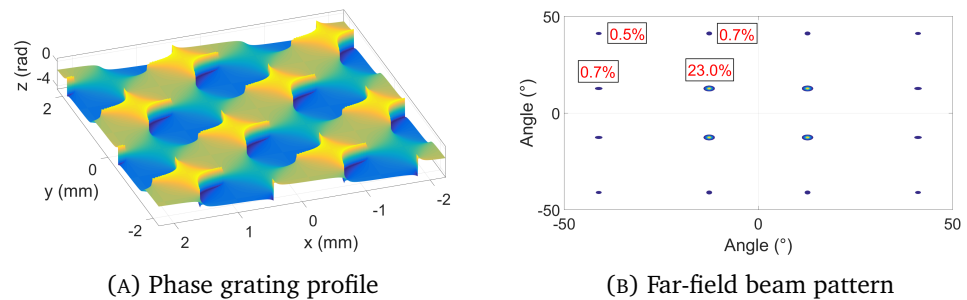 z (rad)
0
-4
2
0
-2
y (mm)
2
1
0
-1
-2
x (mm)
(A) Phase grating profile
50
0
-50
Angle (°)
0.5%
0.7%
0.7%
23.0%
-50
0
50
Angle (°)
(B) Far-field beam pattern